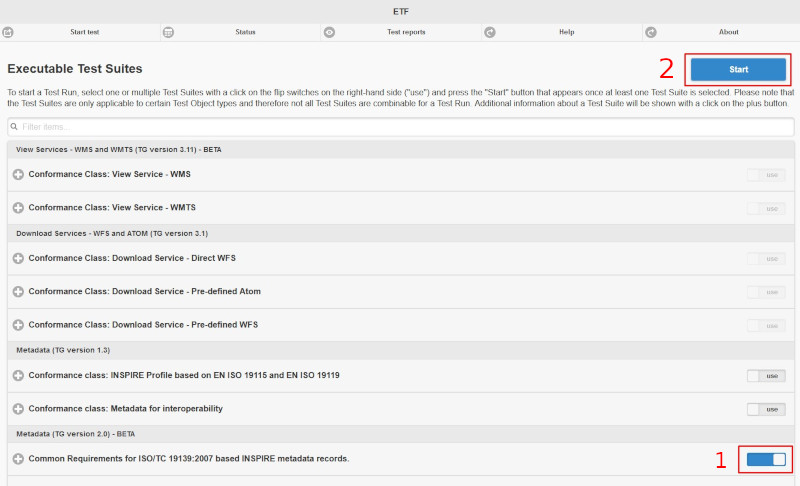 ETF
Start test
Status
Test reports
Help
About
Executable Test Suites
2
Start
To start a Test Run, select one or multiple Test Suites with a click on the flip switches on the right-hand side ("use") and press the "Start" button that appears once at least one Test Suite is selected. Please note that
the Test Suites are only applicable to certain Test Object types and therefore not all Test Suites are combinable for a Test Run. Additional information about a Test Suite will be shown with a click on the plus button.
Filter items...
View Services - WMS and WMTS (TG version 3.11) - BETA
Conformance Class: View Service - WMS
use
Conformance Class: View Service - WMTS
use
Download Services - WFS and ATOM (TG version 3.1)
Conformance Class: Download Service - Direct WFS
use
Conformance Class: Download Service - Pre-defined Atom
use
Conformance Class: Download Service - Pre-defined WFS
use
Metadata (TG version 1.3)
Conformance class: INSPIRE Profile based on EN ISO 19115 and EN ISO 19119
use
Conformance class: Metadata for interoperability
use
Metadata (TG version 2.0) - BETA
Common Requirements for ISO/TC 19139:2007 based INSPIRE metadata records.
1